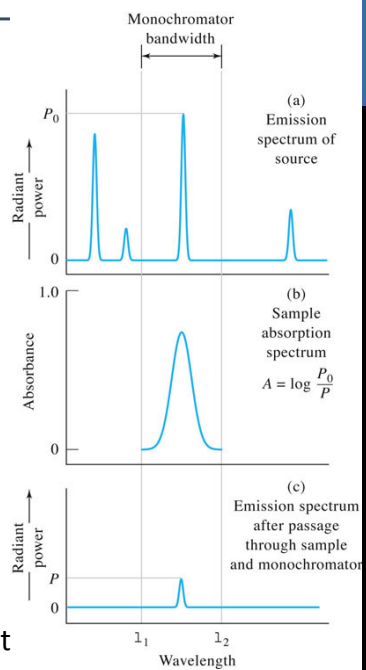 Monochromator
bandwidth
(a)
Emission
spectrum of
source
P₀
Radiant
power
0
1.0
(b)
Sample
absorption
spectrum
A = log P₀/P
Absorbance
0
(c)
Emission spectrum
after passage
through sample
and monochromator
Radiant
power
P
0
t
l₁
l₂
Wavelength